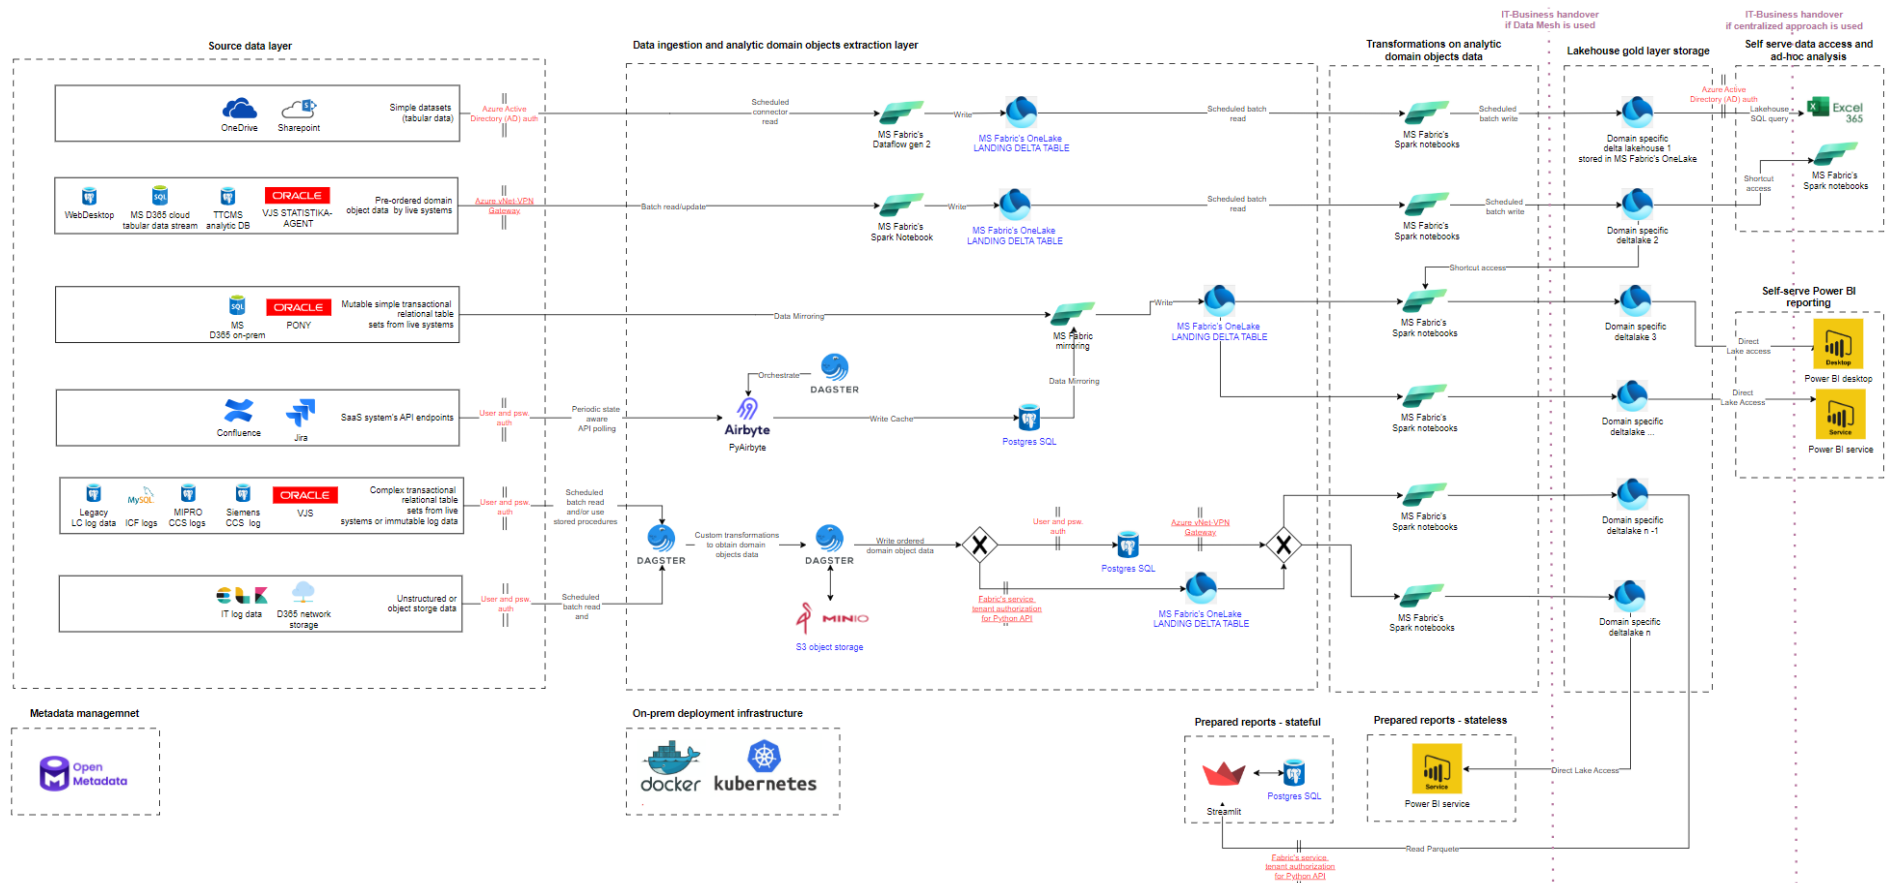 IT-Business handover
if Data Mesh is used
IT-Business handover
if centralized approach is used
Source data layer
Data ingestion and analytic domain objects extraction layer
Transformations on analytic
domain objects data
Lakehouse gold layer storage
Self serve data access and
ad-hoc analysis
OneDrive
Sharepoint
Simple datasets
(tabular data)
Azure Active
Directory (AD) auth
Scheduled
connector
read
MS Fabric's
Dataflow gen 2
Write
MS Fabric's OneLake
LANDING DELTA TABLE
Scheduled batch
read
MS Fabric's
Spark notebooks
Scheduled
batch write
Domain specific
delta lakehouse 1
stored in MS Fabric's OneLake
Azure Active
Directory (AD) auth
Lakehouse
SQL query
Excel
365
WebDesktop
SQL
MS D365 cloud
tabular data stream
TTCMS
analytic DB
ORACLE
VJS STATISTIKA-
AGENT
Pre-ordered domain
object data by live systems
Azure vNet-VPN
Gateway
Batch read/update
MS Fabric's
Spark Notebook
Write
MS Fabric's OneLake
LANDING DELTA TABLE
Scheduled batch
read
MS Fabric's
Spark notebooks
Scheduled
batch write
Domain specific
deltalake 2
Shortcut
access
MS Fabric's
Spark notebooks
Shortcut access
SQL
MS
D365 on-prem
ORACLE
PONY
Mutable simple transactional
relational table
sets from live systems
Data Mirroring
MS Fabric
mirroring
Write
MS Fabric's OneLake
LANDING DELTA TABLE
MS Fabric's
Spark notebooks
Domain specific
deltalake 3
Self-serve Power BI
reporting
Direct
Lake access
Desktop
Power BI desktop
Orchestrate
DAGSTER
Data Mirroring
Confluence
Jira
SaaS system's API endpoints
User and psw.
auth
Periodic state
aware
API polling
Airbyte
PyAirbyte
Write Cache
Postgres SQL
MS Fabric's
Spark notebooks
Domain specific
deltalake ...
Direct
Lake Access
Service
Power BI service
Legacy
LC log data
MySQL
ICF logs
MIPRO
CCS logs
Siemens
CCS log
ORACLE
VJS
Complex transactional
relational table
sets from live
systems or immutable log data
User and psw.
auth
Scheduled
batch read
and/or use
stored procedures
DAGSTER
Custom transformations
to obtain domain
objects data
DAGSTER
Write ordered
domain object data
X
User and psw.
auth
Postgres SQL
Azure vNet-VPN
Gateway
X
MS Fabric's
Spark notebooks
Domain specific
deltalake n -1
IT log data
D365 network
storage
Unstructured or
object storge data
User and psw.
auth
Scheduled
batch read
and
MINIO
S3 object storage
Fabric's service
tenant authorization
for Python API
MS Fabric's OneLake
LANDING DELTA TABLE
MS Fabric's
Spark notebooks
Domain specific
deltalake n
Metadata managemnet
Open
Metadata
On-prem deployment infrastructure
docker
kubernetes
Prepared reports - stateful
Streamlit
Postgres SQL
Prepared reports - stateless
Service
Power BI service
Direct Lake Access
Read Parquete
Fabric's service
tenant authorization
for Python API